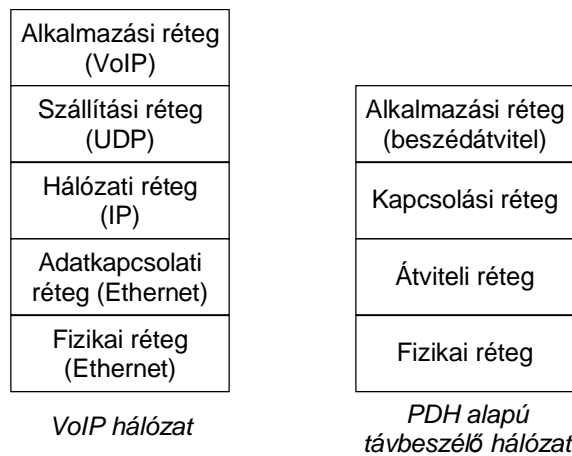 Alkalmazási réteg
(VoIP)
Szállítási réteg
(UDP)
Hálózati réteg
(IP)
Adatkapcsolati
réteg (Ethernet)
Fizikai réteg
(Ethernet)
VoIP hálózat
Alkalmazási réteg
(beszédátvitel)
Kapcsolási réteg
Átviteli réteg
Fizikai réteg
PDH alapú
távbeszélő hálózat